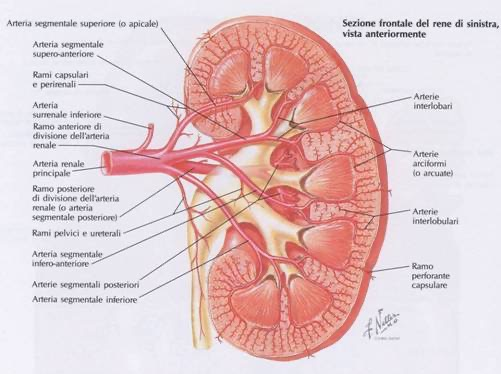 Arteria segmentale superiore (o apicale)
Sezione frontale del rene di sinistra,
vista anteriormente
Arteria segmentale
supero-anteriore
Rami capsulari
e perirenali
Arteria
surrenale inferiore
Ramo anteriore di
divisione dell'arteria
renale
Arteria renale
principale
Ramo posteriore
di divisione dell'arteria
renale (o arteria
segmentale posteriore)
Rami pelvici e ureterali
Arteria segmentale
infero-anteriore
Arterie segmentali posteriori
Arteria segmentale inferiore
Arterie
interlobari
Arterie
arciformi
(o arcuate)
Arterie
interlobulari
Ramo
perforante
capsulare
F. Netter
M.D.